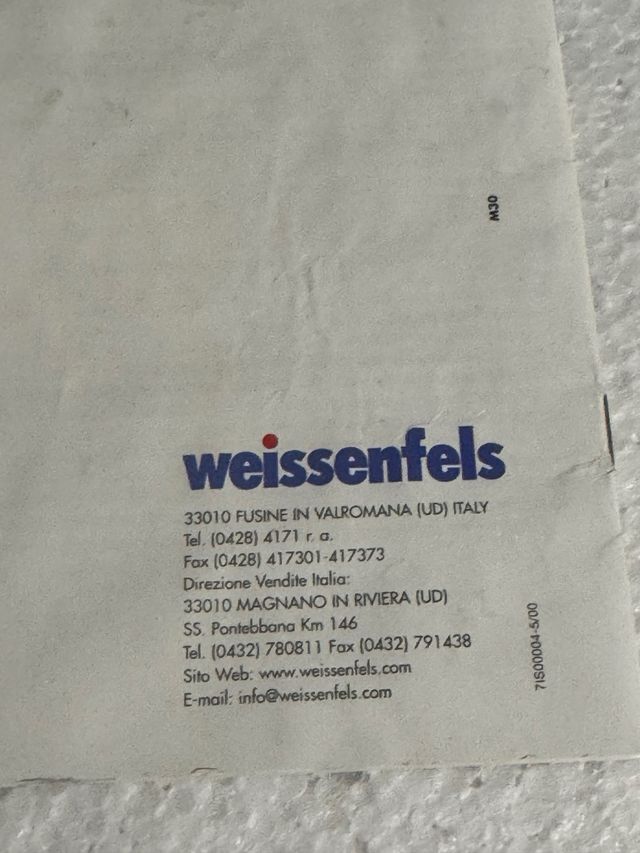 M30
weissenfels
33010 FUSINE IN VALROMANA (UD) ITALY
Tel. (0428) 4171 r. a.
Fax (0428) 417301-417373
Direzione Vendite Italia:
33010 MAGNANO IN RIVIERA (UD)
SS. Pontebbana Km 146
Tel. (0432) 780811 Fax (0432) 791438
Sito Web: www.weissenfels.com
E-mail: info@weissenfels.com
71S00004-5/00